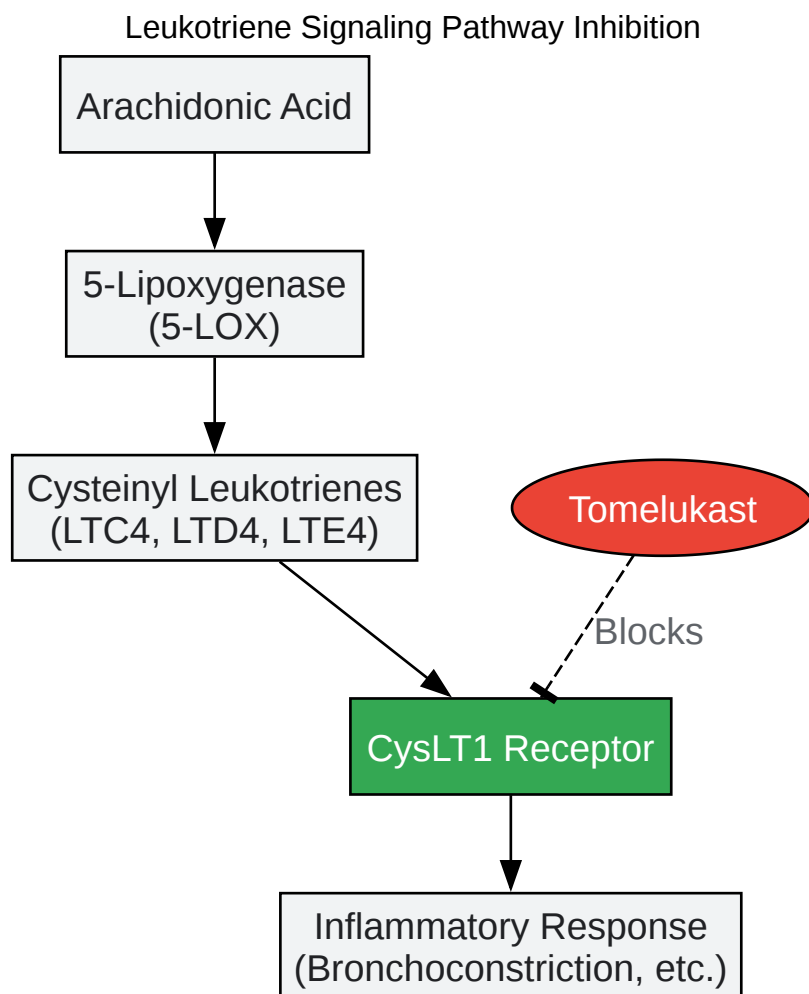 Leukotriene Signaling Pathway Inhibition
Arachidonic Acid
5-Lipoxygenase
(5-LOX)
Cysteinyl Leukotrienes
(LTC4, LTD4, LTE4)
Tomelukast
Blocks
CysLT1 Receptor
Inflammatory Response
(Bronchoconstriction, etc.)